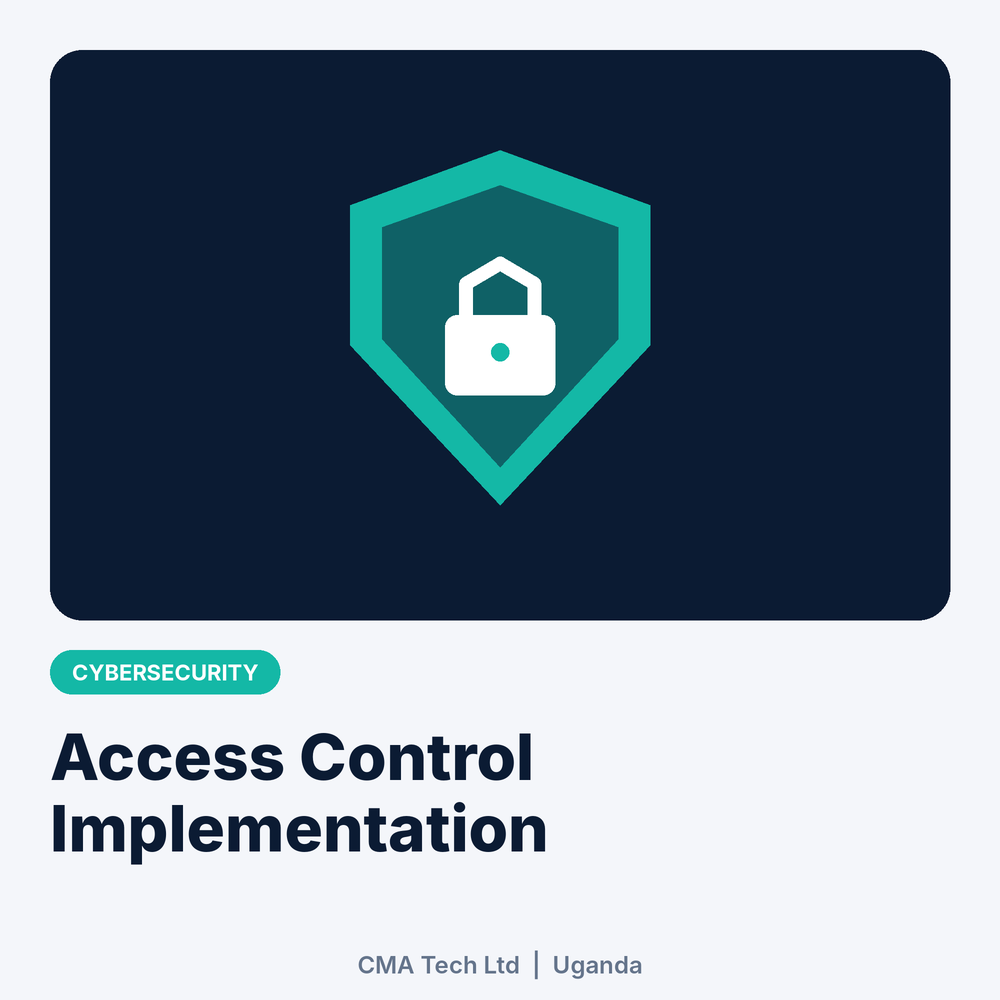 CYBERSECURITY
Access Control
Implementation
CMA Tech Ltd | Uganda